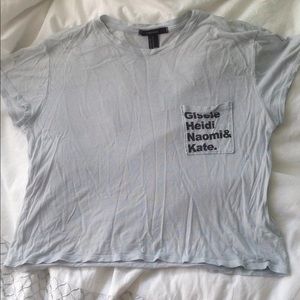 Gisele
Heidi
Naomi&
Kate.